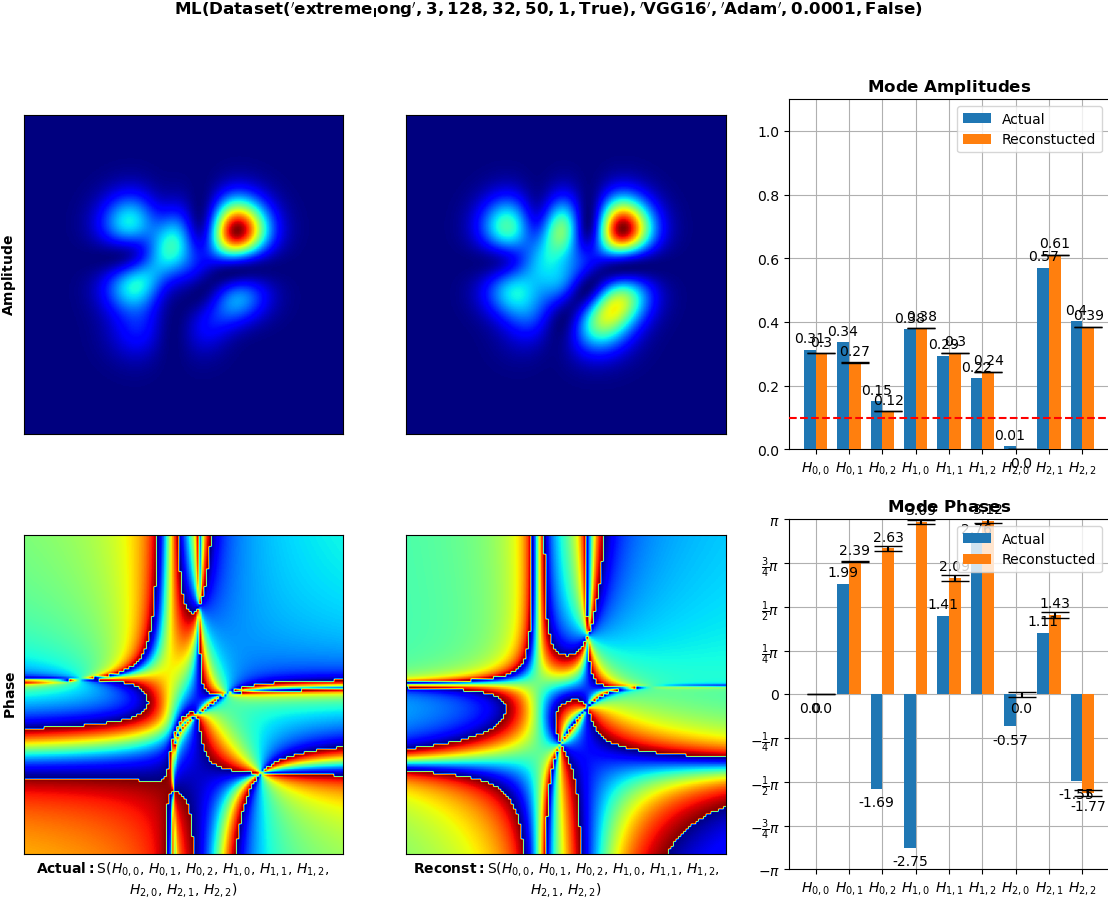 ML(Dataset('extreme_long', 3, 128, 32, 50, 1, True), 'VGG16', 'Adam', 0.0001, False)
Amplitude
Mode Amplitudes
Actual
Reconstucted
1.0
0.8
0.6
0.4
0.2
0.0
0.31
0.3
0.34
0.27
0.15
0.12
0.38
0.38
0.29
0.3
0.22
0.24
0.01
0.0
0.57
0.61
0.4
0.39
H0,0 H0,1 H0,2 H1,0 H1,1 H1,2 H2,0 H2,1 H2,2
Phase
Mode Phases
Actual
Reconstucted
π
3/4π
1/2π
1/4π
0
−1/4π
−1/2π
−3/4π
−π
0.0
0.0
1.99
2.39
-1.69
2.63
-2.75
3.09
1.41
3.12
-0.57
0.0
1.11
1.43
-1.55
-1.77
H0,0 H0,1 H0,2 H1,0 H1,1 H1,2 H2,0 H2,1 H2,2
Actual: S(H0,0, H0,1, H0,2, H1,0, H1,1, H1,2,
H2,0, H2,1, H2,2)
Reconst: S(H0,0, H0,1, H0,2, H1,0, H1,1, H1,2,
H2,1, H2,2)